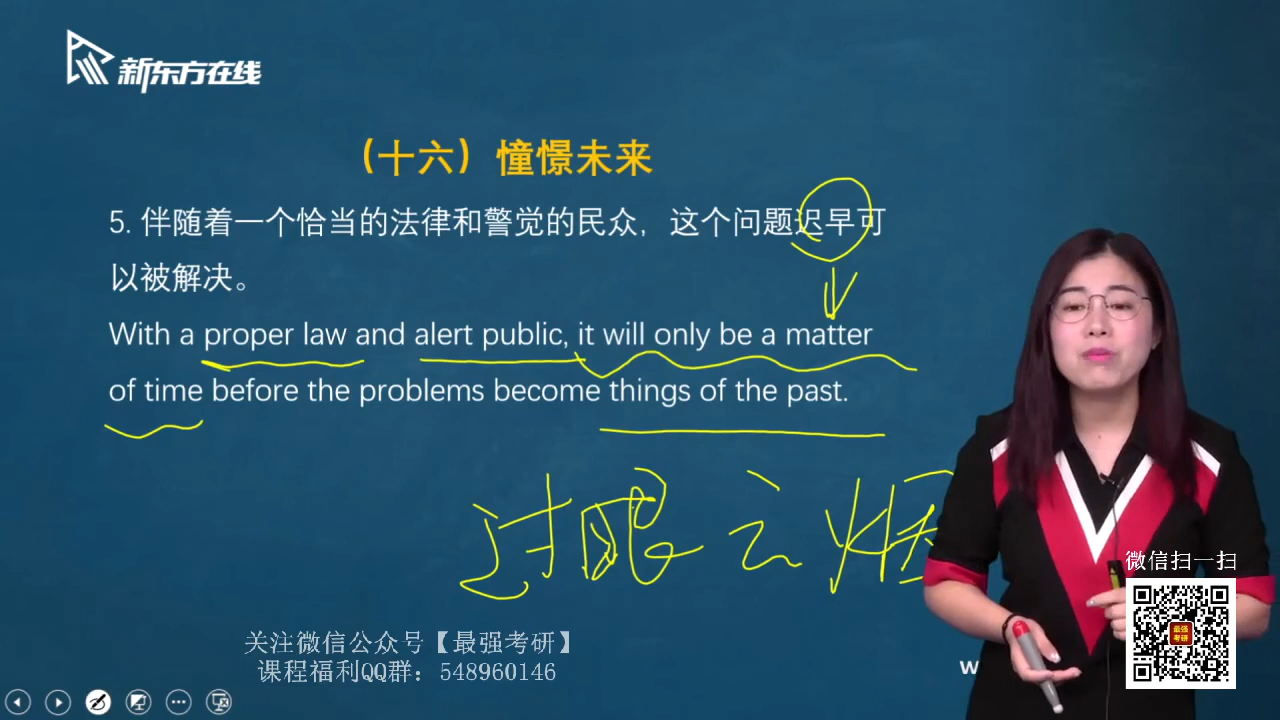 新东方在线
（十六）憧憬未来
5. 伴随着一个恰当的法律和警觉的民众，这个问题迟早可
以被解决。
With a proper law and alert public, it will only be a matter
of time before the problems become things of the past.
过眼云烟
微信扫一扫
最强
考研
关注微信公众号【最强考研】
课程福利QQ群：548960146
w